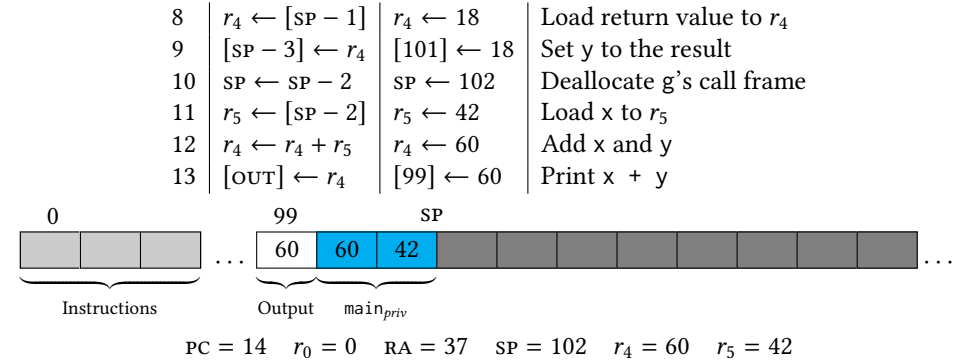 8 r₄ ← [SP − 1] r₄ ← 18 Load return value to r₄
9 [SP − 3] ← r₄ [101] ← 18 Set y to the result
10 SP ← SP − 2 SP ← 102 Deallocate g's call frame
11 r₅ ← [SP − 2] r₅ ← 42 Load x to r₅
12 r₄ ← r₄ + r₅ r₄ ← 60 Add x and y
13 [OUT] ← r₄ [99] ← 60 Print x + y
0 99 SP
... 60 60 42 ...
Instructions Output main_priv
PC = 14 r₀ = 0 RA = 37 SP = 102 r₄ = 60 r₅ = 42